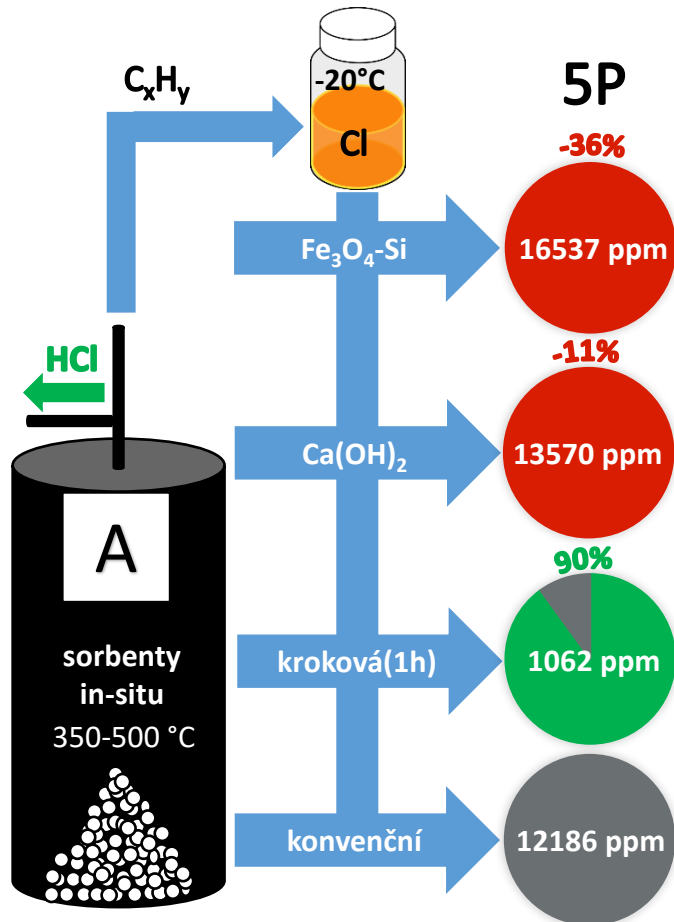 CₓHᵧ
-20°C
Cl
5P
-36%
Fe₃O₄-Si
16537 ppm
HCl
-11%
Ca(OH)₂
13570 ppm
A
90%
sorbenty
in-situ
350-500 °C
kroková(1h)
1062 ppm
konvenční
12186 ppm